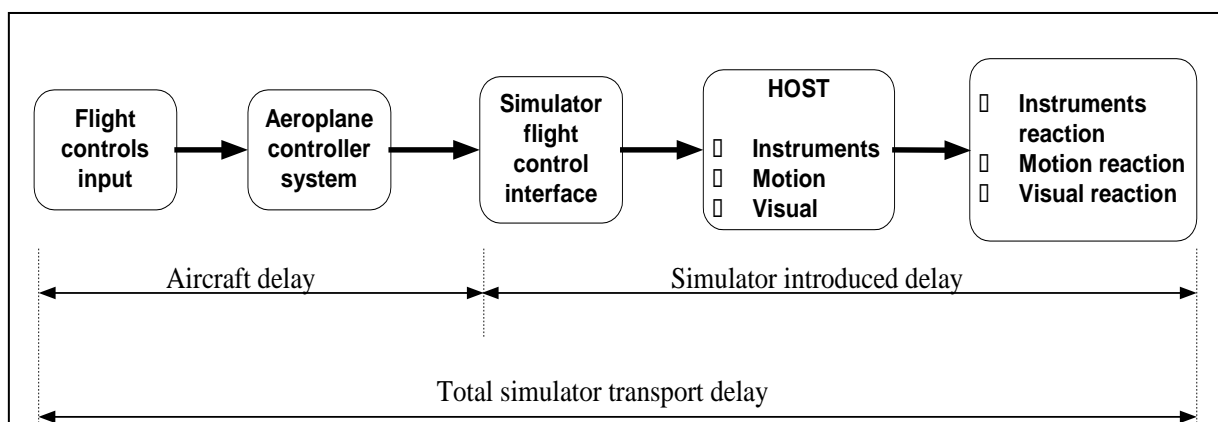 Flight
controls
input
Aeroplane
controller
system
Simulator
flight
control
interface
HOST
Instruments
Motion
Visual
Instruments
reaction
Motion reaction
Visual reaction
Aircraft delay
Simulator introduced delay
Total simulator transport delay